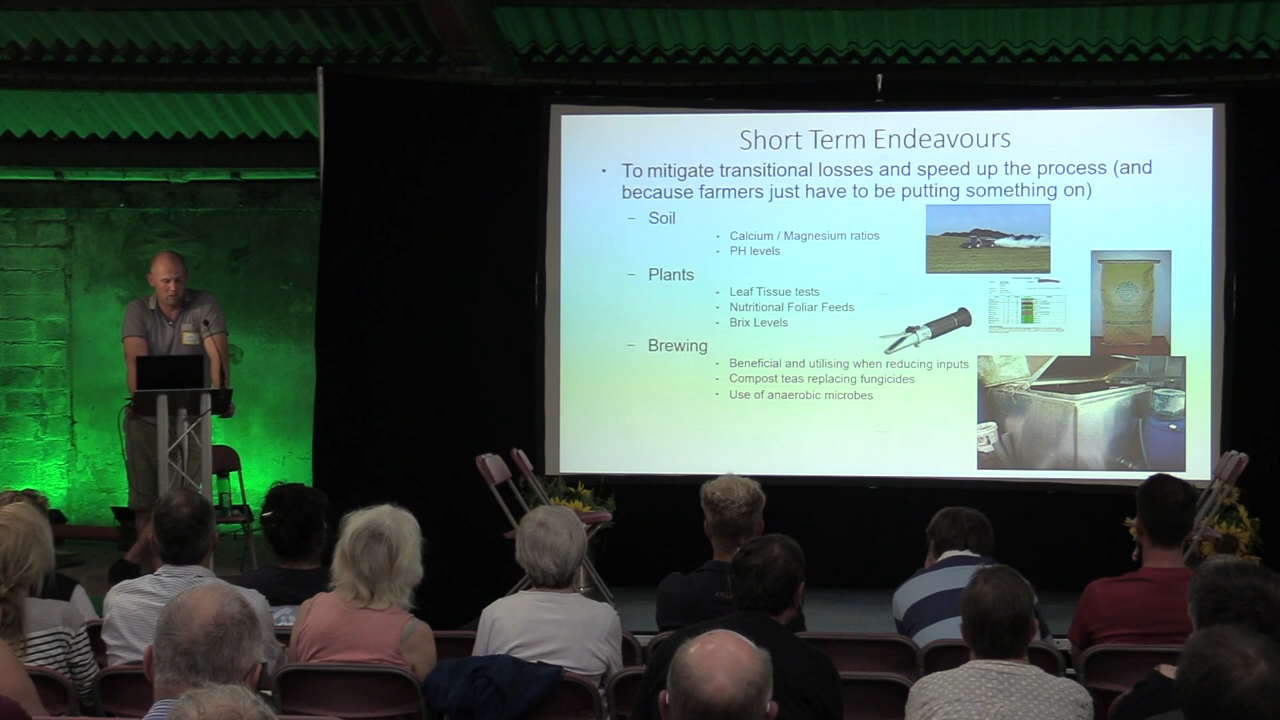 Short Term Endeavours
• To mitigate transitional losses and speed up the process (and
because farmers just have to be putting something on)
– Soil
• Calcium / Magnesium ratios
• PH levels
– Plants
• Leaf Tissue tests
• Nutritional Foliar Feeds
• Brix Levels
– Brewing
• Beneficial and utilising when reducing inputs
• Compost teas replacing fungicides
• Use of anaerobic microbes